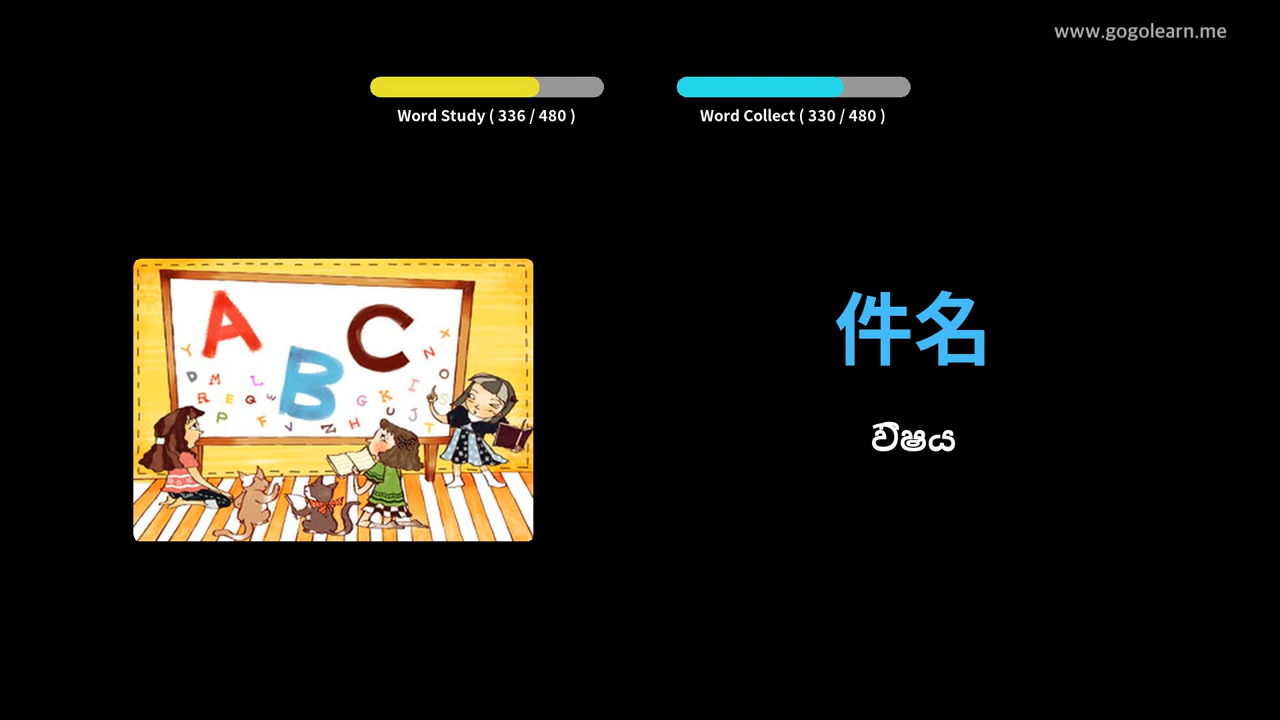 www.gogolearn.me
Word Study ( 336 / 480 )
Word Collect ( 330 / 480 )
件名
විෂය
A
B
C
X
Y
N
D
M
L
O
I
R
E
Q
W
G
K
S
P
F
V
Z
H
U
J
T